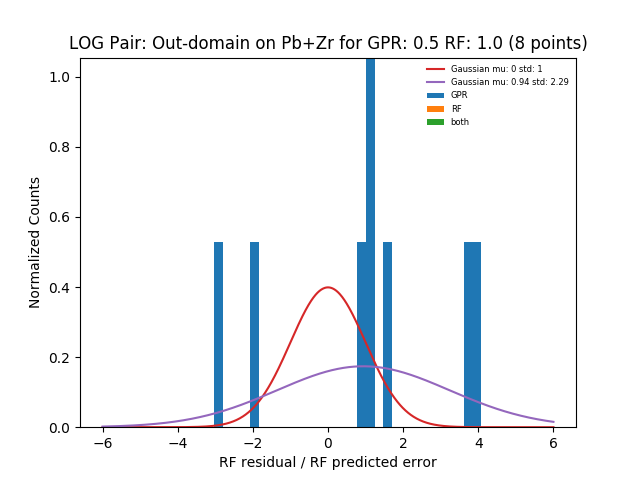 LOG Pair: Out-domain on Pb+Zr for GPR: 0.5 RF: 1.0 (8 points)
Gaussian mu: 0 std: 1
Gaussian mu: 0.94 std: 2.29
GPR
RF
both
1.0
0.8
0.6
0.4
0.2
0.0
Normalized Counts
−6 −4 −2 0 2 4 6
RF residual / RF predicted error